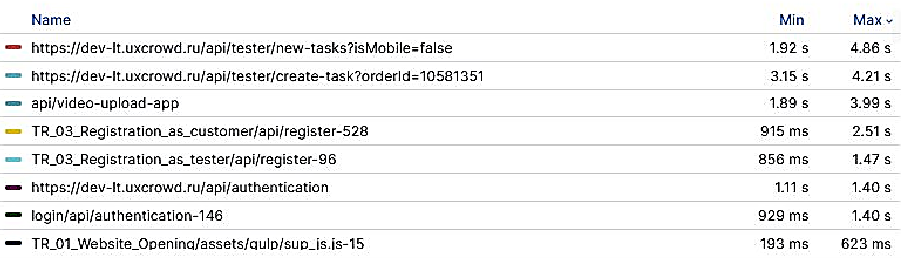 Name Min Max
https://dev-lt.uxcrowd.ru/api/tester/new-tasks?isMobile=false 1.92 s 4.86 s
https://dev-lt.uxcrowd.ru/api/tester/create-task?orderId=10581351 3.15 s 4.21 s
api/video-upload-app 1.89 s 3.99 s
TR_03_Registration_as_customer/api/register-528 915 ms 2.51 s
TR_03_Registration_as_tester/api/register-96 856 ms 1.47 s
https://dev-lt.uxcrowd.ru/api/authentication 1.11 s 1.40 s
login/api/authentication-146 929 ms 1.40 s
TR_01_Website_Opening/assets/gulp/sup_js.js-15 193 ms 623 ms